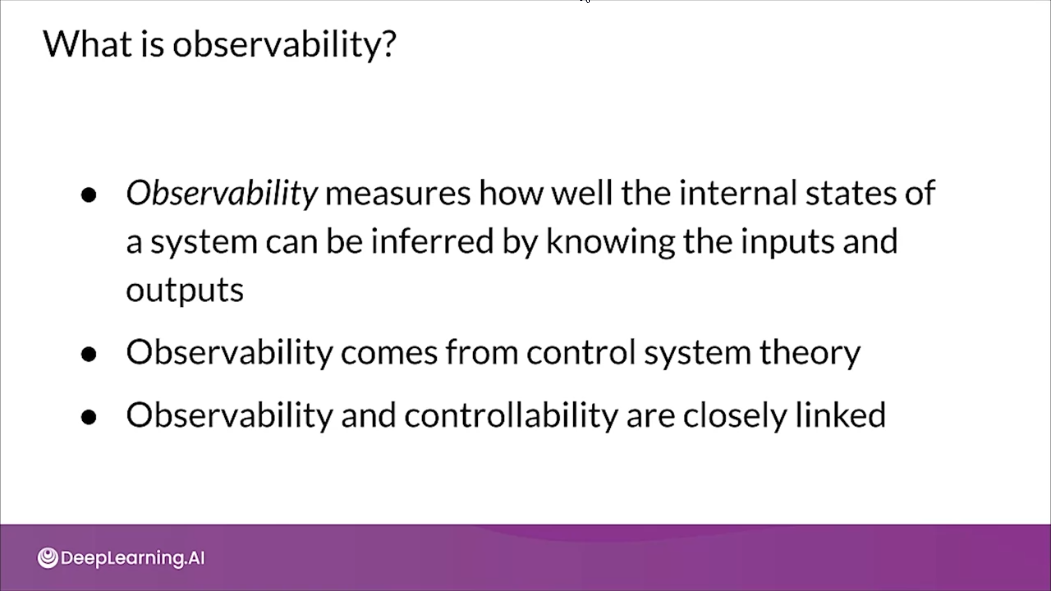 What is observability?
● Observability measures how well the internal states of
a system can be inferred by knowing the inputs and
outputs
● Observability comes from control system theory
● Observability and controllability are closely linked
DeepLearning.AI